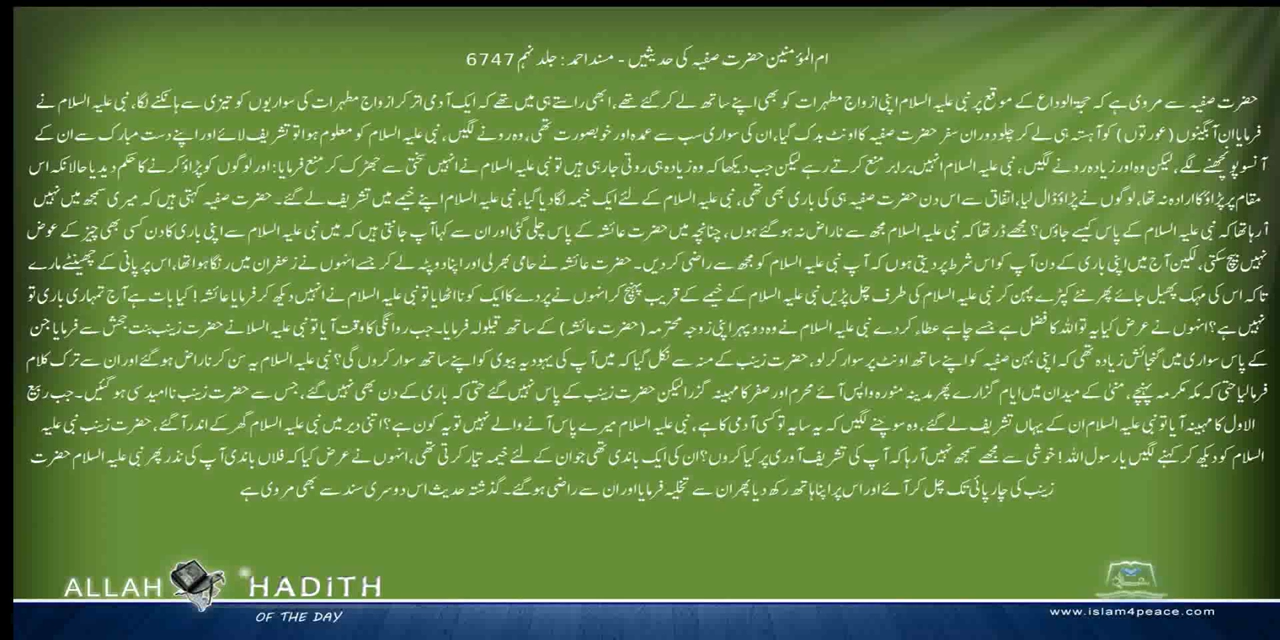 ام المؤمنین حضرت صفیہ کی حدیثیں - مسند احمد: جلد نہم 6747
حضرت صفیہ سے مروی ہے کہ حجۃ الوداع کے موقع پر نبی علیہ السلام اپنی ازواج مطہرات کو بھی اپنے ساتھ لے کر گئے تھے، ابھی راستے ہی میں تھے کہ ایک آدمی اتر کر ازواج مطہرات کی سواریوں کو تیزی سے ہانکنے لگا، نبی علیہ السلام نے
فرمایا ان آبگینوں (عورتوں) کو آہستہ ہی لے کر چلو دوران سفر حضرت صفیہ کا اونٹ بدک گیا، ان کی سواری سب سے عمدہ اور خوبصورت تھی، وہ رونے لگیں، نبی علیہ السلام کو معلوم ہوا تو تشریف لائے اور اپنے دست مبارک سے ان کے
آنسو پونچھنے لگے، لیکن وہ اور زیادہ رونے لگیں، نبی علیہ السلام انہیں برابر منع کرتے رہے لیکن جب دیکھا کہ وہ زیادہ ہی روتی جا رہی ہیں تو نبی علیہ السلام نے انہیں سختی سے جھڑک کر منع فرمایا: اور لوگوں کو پڑاؤ کرنے کا حکم دیدیا حالانکہ اس
مقام پر پڑاؤ کا ارادہ نہ تھا، لوگوں نے پڑاؤ ڈال لیا، اتفاق سے اس دن حضرت صفیہ ہی کی باری بھی تھی، نبی علیہ السلام کے لئے ایک خیمہ لگا دیا گیا، نبی علیہ السلام اپنے خیمے میں تشریف لے گئے۔ حضرت صفیہ کہتی ہیں کہ میری سمجھ میں نہیں
آ رہا تھا کہ نبی علیہ السلام کے پاس کیسے جاؤں؟ مجھے ڈر تھا کہ نبی علیہ السلام مجھ سے ناراض نہ ہو گئے ہوں، چنانچہ میں حضرت عائشہ کے پاس چلی گئی اور ان سے کہا آپ جانتی ہیں کہ میں نبی علیہ السلام سے اپنی باری کا دن کسی بھی چیز کے عوض
نہیں بیچ سکتی، لیکن آج میں اپنی باری کے دن آپ کو اس شرط پر دیتی ہوں کہ آپ نبی علیہ السلام کو مجھ سے راضی کر دیں۔ حضرت عائشہ نے حامی بھر لی اور اپنا دوپٹہ لے کر جسے انہوں نے زعفران میں رنگا ہوا تھا، اس پر پانی کے چھینٹے مارے
تا کہ اس کی مہک پھیل جائے پھر نئے کپڑے پہن کر نبی علیہ السلام کی طرف چل پڑیں نبی علیہ السلام کے خیمے کے قریب پہنچ کر انہوں نے پردے کا ایک کونا اٹھایا تو نبی علیہ السلام نے انہیں دیکھ کر فرمایا عائشہ! کیا بات ہے آج تمہاری باری تو
نہیں ہے؟ انہوں نے عرض کیا یہ تو اللہ کا فضل ہے جسے چاہے عطاء کر دے نبی علیہ السلام نے وہ دوپہر اپنی زوجہ محترمہ (حضرت عائشہ) کے ساتھ قیلولہ فرمایا۔ جب روانگی کا وقت آیا تو نبی علیہ السلا نے حضرت زینب بنت جحش سے فرمایا جن
کے پاس سواری میں گنجائش زیادہ تھی کہ اپنی بہن صفیہ کو اپنے ساتھ اونٹ پر سوار کر لو، حضرت زینب کے منہ سے نکل گیا کہ میں آپ کی یہودیہ بیوی کو اپنے ساتھ سوار کروں گی؟ نبی علیہ السلام یہ سن کر ناراض ہو گئے اور ان سے ترک کلام
فرما لیا حتی کہ مکہ مکرمہ پہنچے، منیٰ کے میدان میں ایام گزارے پھر مدینہ منورہ واپس آئے محرم اور صفر کا مہینہ گزرا لیکن حضرت زینب کے پاس نہیں گئے حتی کہ باری کے دن بھی نہیں گئے، جس سے حضرت زینب نا امید سی ہو گئیں۔ جب ربیع
الاول کا مہینہ آیا تو نبی علیہ السلام ان کے یہاں تشریف لے گئے، وہ سوچنے لگیں کہ یہ سایہ تو کسی آدمی کا ہے، نبی علیہ السلام میرے پاس آنے والے نہیں تو یہ کون ہے؟ اتنی دیر میں نبی علیہ السلام گھر کے اندر آ گئے، حضرت زینب نبی علیہ
السلام کو دیکھ کر کہنے لگیں یا رسول اللہ! خوشی سے مجھے سمجھ نہیں آ رہا کہ آپ کی تشریف آوری پر کیا کروں؟ ان کی ایک باندی تھی جو ان کے لئے خیمہ تیار کرتی تھی، انہوں نے عرض کیا کہ فلاں باندی آپ کی نذر پھر نبی علیہ السلام حضرت
زینب کی چارپائی تک چل کر آئے اور اس پر اپنا ہاتھ رکھ دیا پھر ان سے تخلیہ فرمایا اور ان سے راضی ہو گئے۔ گذشتہ حدیث اس دوسری سند سے بھی مروی ہے
ALLAH HADITH
OF THE DAY
www.islam4peace.com